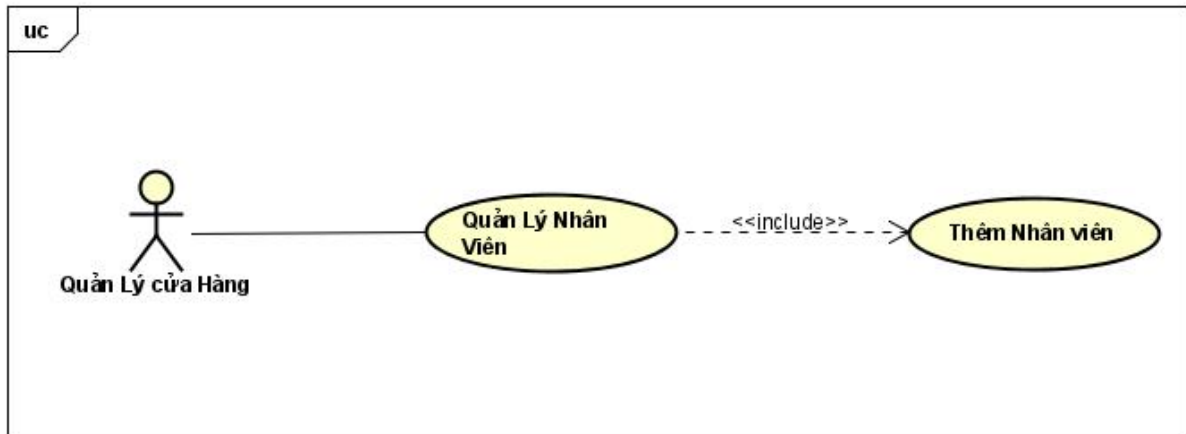 uc
Quản Lý cửa Hàng
Quản Lý Nhân
Viên
<<include>>
Thêm Nhân viên